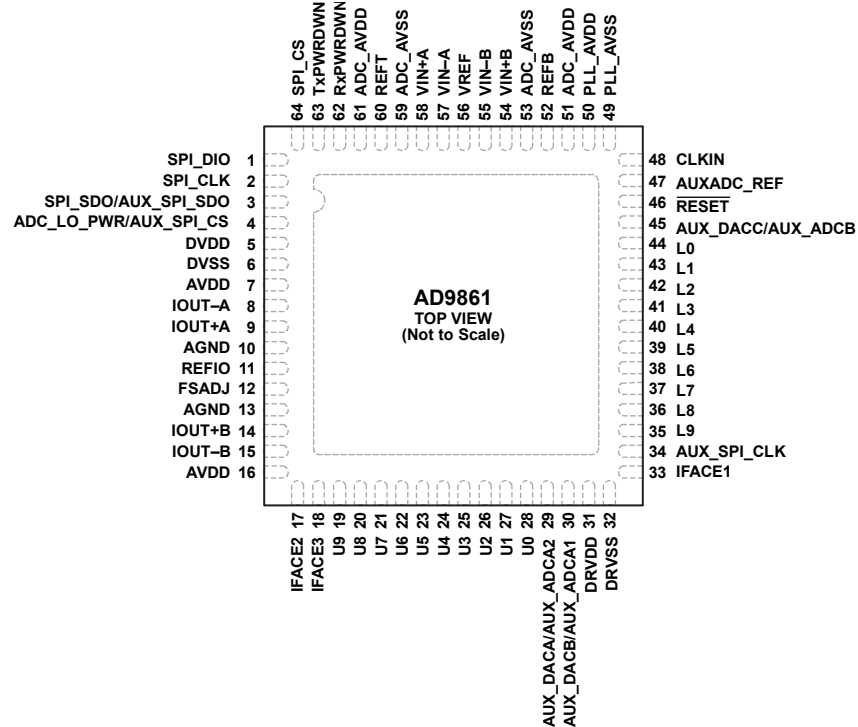 64 SPI_CS
63 TxPWRDWN
62 RxPWRDWN
61 ADC_AVDD
60 REFT
59 ADC_AVSS
58 VIN+A
57 VIN–A
56 VREF
55 VIN–B
54 VIN+B
53 ADC_AVSS
52 REFB
51 ADC_AVDD
50 PLL_AVDD
49 PLL_AVSS
SPI_DIO 1
SPI_CLK 2
SPI_SDO/AUX_SPI_SDO 3
ADC_LO_PWR/AUX_SPI_CS 4
DVDD 5
DVSS 6
AVDD 7
IOUT–A 8
IOUT+A 9
AGND 10
REFIO 11
FSADJ 12
AGND 13
IOUT+B 14
IOUT–B 15
AVDD 16
AD9861
TOP VIEW
(Not to Scale)
48 CLKIN
47 AUXADC_REF
46 RESET
45 AUX_DACC/AUX_ADCB
44 L0
43 L1
42 L2
41 L3
40 L4
39 L5
38 L6
37 L7
36 L8
35 L9
34 AUX_SPI_CLK
33 IFACE1
IFACE2 17
IFACE3 18
U9 19
U8 20
U7 21
U6 22
U5 23
U4 24
U3 25
U2 26
U1 27
U0 28
AUX_DACA/AUX_ADCA2 29
AUX_DACB/AUX_ADCA1 30
DRVDD 31
DRVSS 32